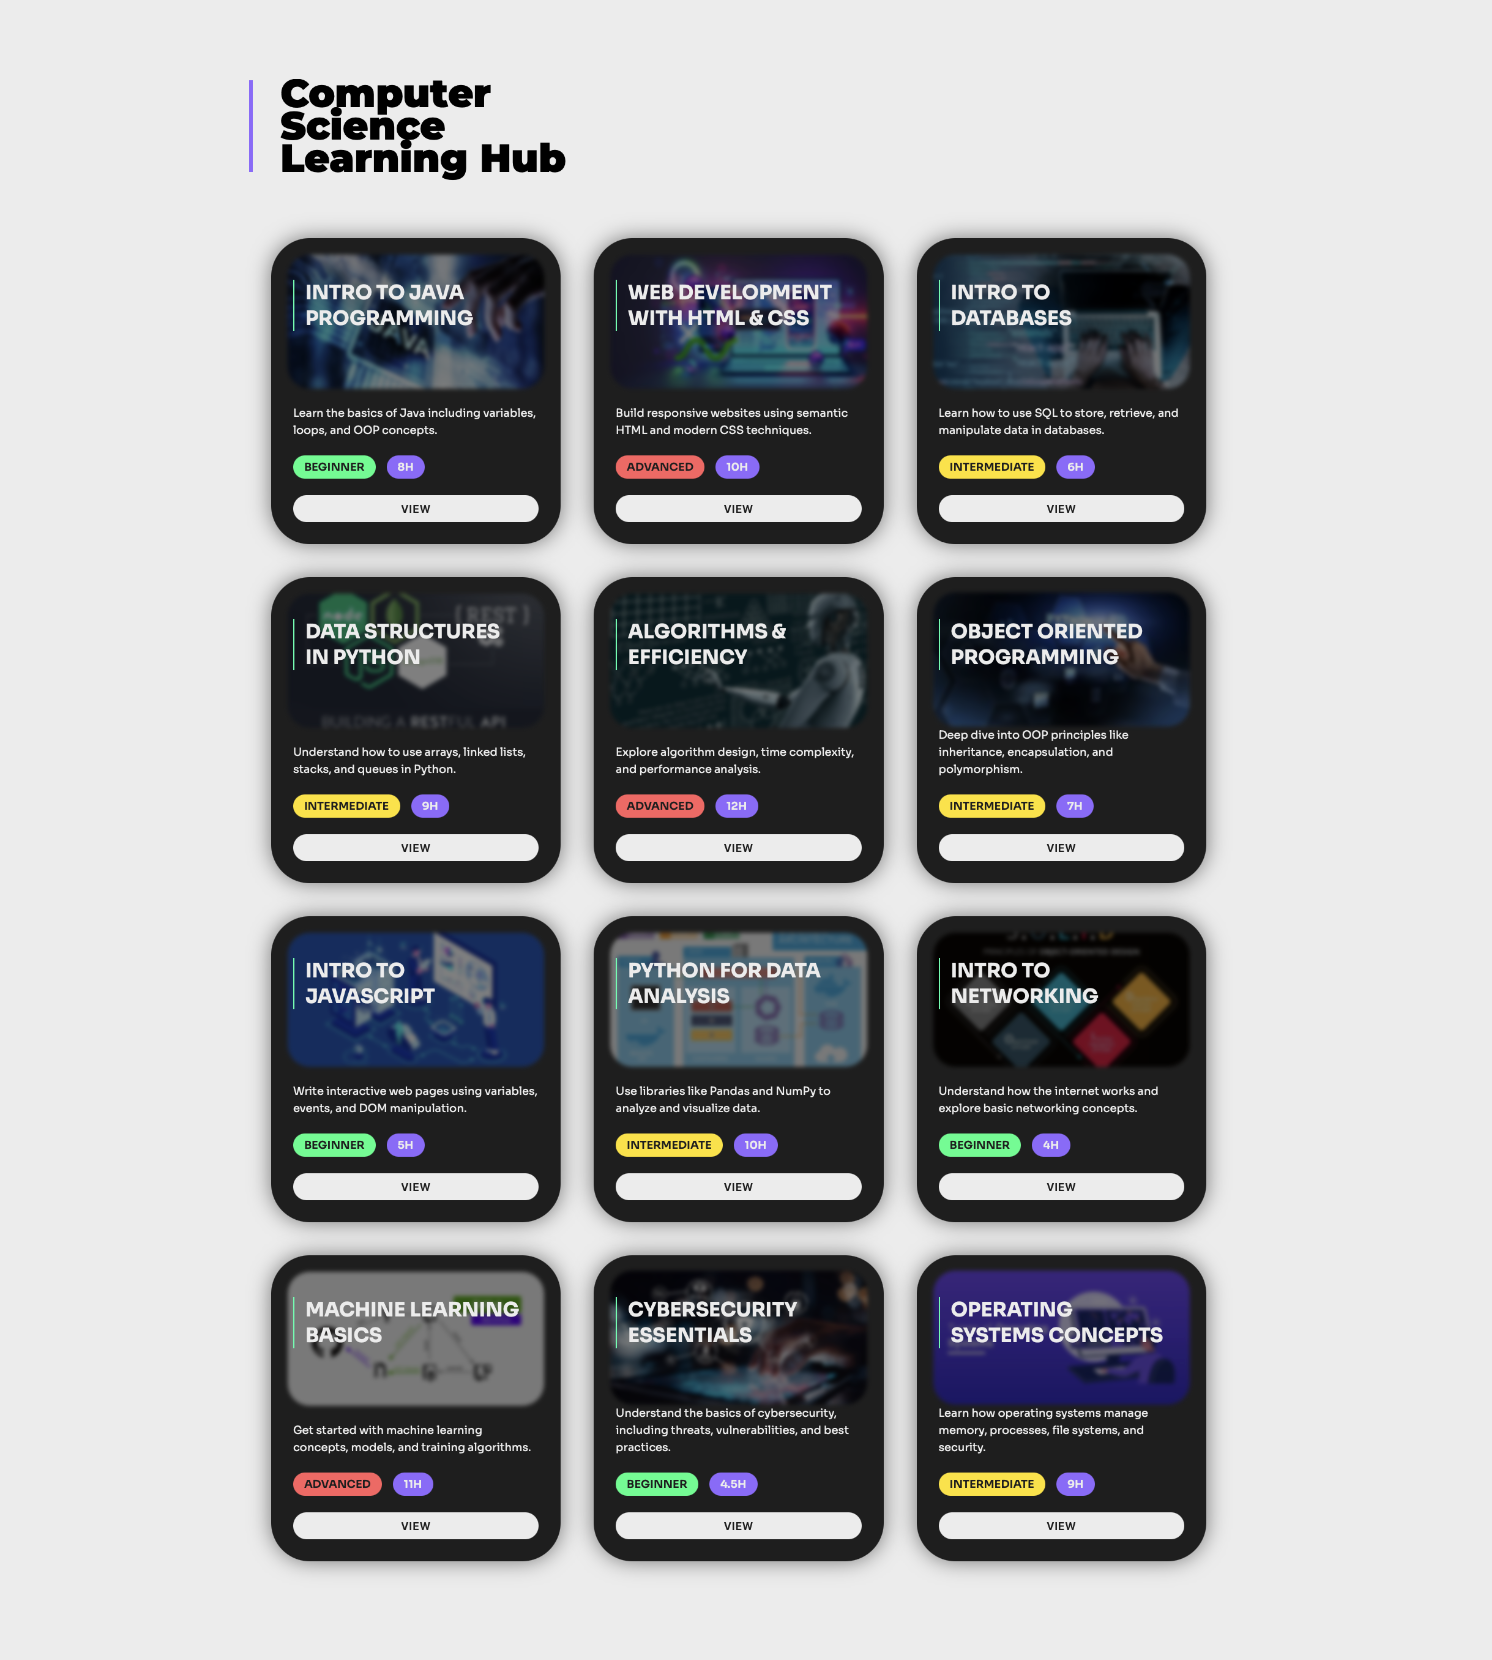 Computer
Science
Learning Hub
INTRO TO JAVA
PROGRAMMING
JAVA
Learn the basics of Java including variables,
loops, and OOP concepts.
BEGINNER 8H
VIEW
WEB DEVELOPMENT
WITH HTML & CSS
Build responsive websites using semantic
HTML and modern CSS techniques.
ADVANCED 10H
VIEW
INTRO TO
DATABASES
Learn how to use SQL to store, retrieve, and
manipulate data in databases.
INTERMEDIATE 6H
VIEW
node
{ REST }
DATA STRUCTURES
IN PYTHON
BUILDING A RESTFUL API
Understand how to use arrays, linked lists,
stacks, and queues in Python.
INTERMEDIATE 9H
VIEW
ALGORITHMS &
EFFICIENCY
Explore algorithm design, time complexity,
and performance analysis.
ADVANCED 12H
VIEW
OBJECT ORIENTED
PROGRAMMING
Deep dive into OOP principles like
inheritance, encapsulation, and
polymorphism.
INTERMEDIATE 7H
VIEW
INTRO TO
JAVASCRIPT
Write interactive web pages using variables,
events, and DOM manipulation.
BEGINNER 5H
VIEW
PYTHON FOR DATA
ANALYSIS
Use libraries like Pandas and NumPy to
analyze and visualize data.
INTERMEDIATE 10H
VIEW
INTRO TO
NETWORKING
Understand how the internet works and
explore basic networking concepts.
BEGINNER 4H
VIEW
MACHINE LEARNING
BASICS
Get started with machine learning
concepts, models, and training algorithms.
ADVANCED 11H
VIEW
CYBERSECURITY
ESSENTIALS
Understand the basics of cybersecurity,
including threats, vulnerabilities, and best
practices.
BEGINNER 4.5H
VIEW
OPERATING
SYSTEMS CONCEPTS
Learn how operating systems manage
memory, processes, file systems, and
security.
INTERMEDIATE 9H
VIEW